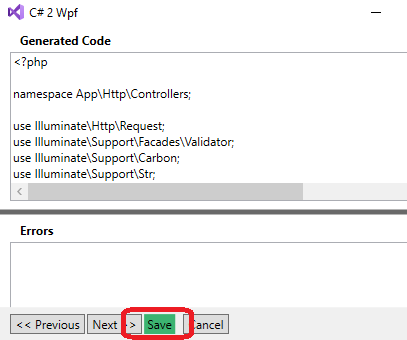 C# 2 Wpf
Generated Code
<?php
namespace App\Http\Controllers;
use Illuminate\Http\Request;
use Illuminate\Support\Facades\Validator;
use Illuminate\Support\Carbon;
use Illuminate\Support\Str;
Errors
<< Previous Next >> Save Cancel